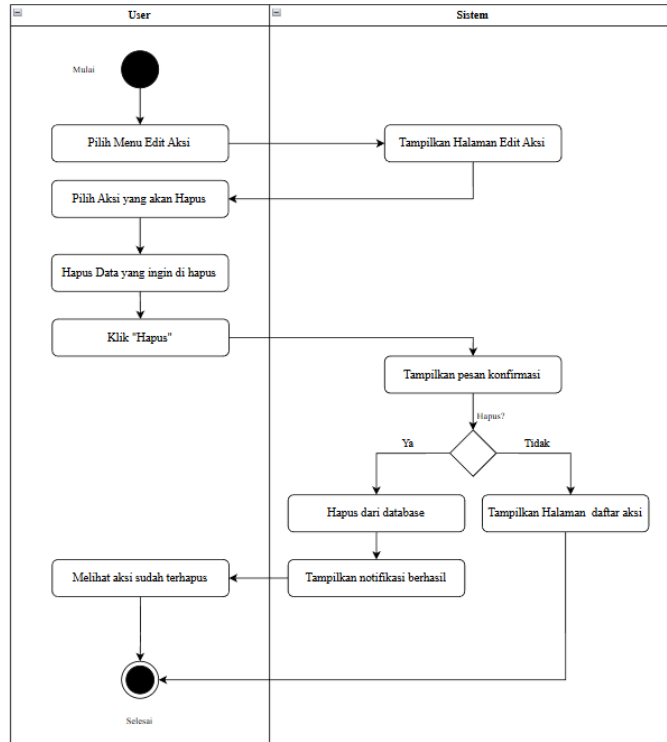 User
Sistem
Mulai
Pilih Menu Edit Aksi
Tampilkan Halaman Edit Aksi
Pilih Aksi yang akan Hapus
Hapus Data yang ingin di hapus
Klik "Hapus"
Tampilkan pesan konfirmasi
Hapus?
Ya
Tidak
Hapus dari database
Tampilkan Halaman daftar aksi
Melihat aksi sudah terhapus
Tampilkan notifikasi berhasil
Selesai